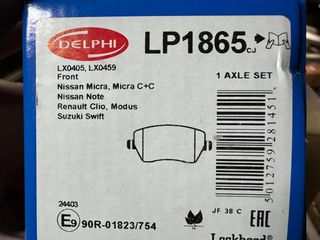 DELPHI
LP1865CJ
LX0405, LX0459
Front
Nissan Micra, Micra C+C
Nissan Note
Renault Clio, Modus
Suzuki Swift
1 AXLE SET
5012759281451
24403
E9 90R-01823/754
JF 38 C
EAC
Lockheed®